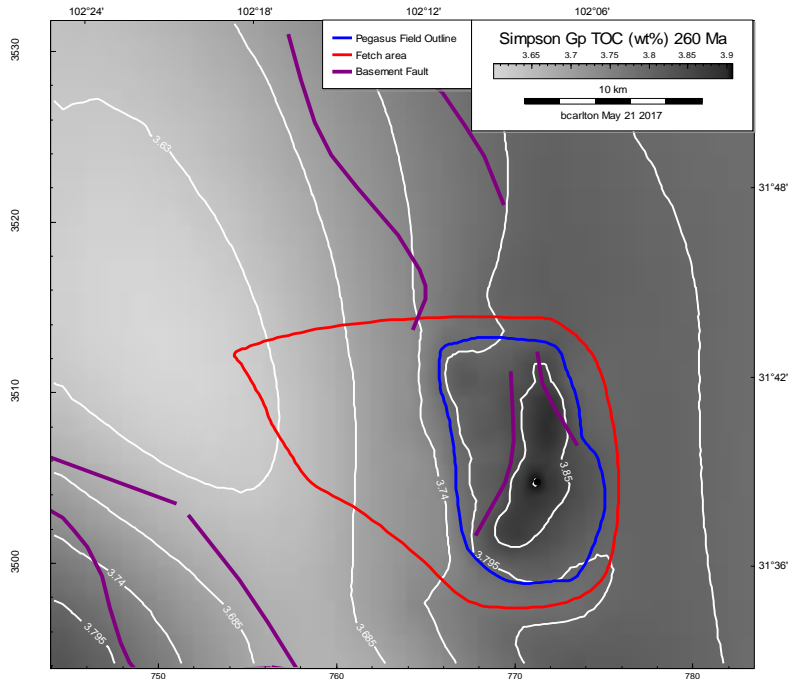 102°24' 102°18' 102°12' 102°06'
Pegasus Field Outline
Fetch area
Basement Fault
Simpson Gp TOC (wt%) 260 Ma
3.65 3.7 3.75 3.8 3.85 3.9
10 km
bcarlton May 21 2017
3530
3520
3510
3500
31°48'
31°42'
31°36'
3.63
3.74
3.85
3.795
3.74
3.685
3.685
3.795
750 760 770 780